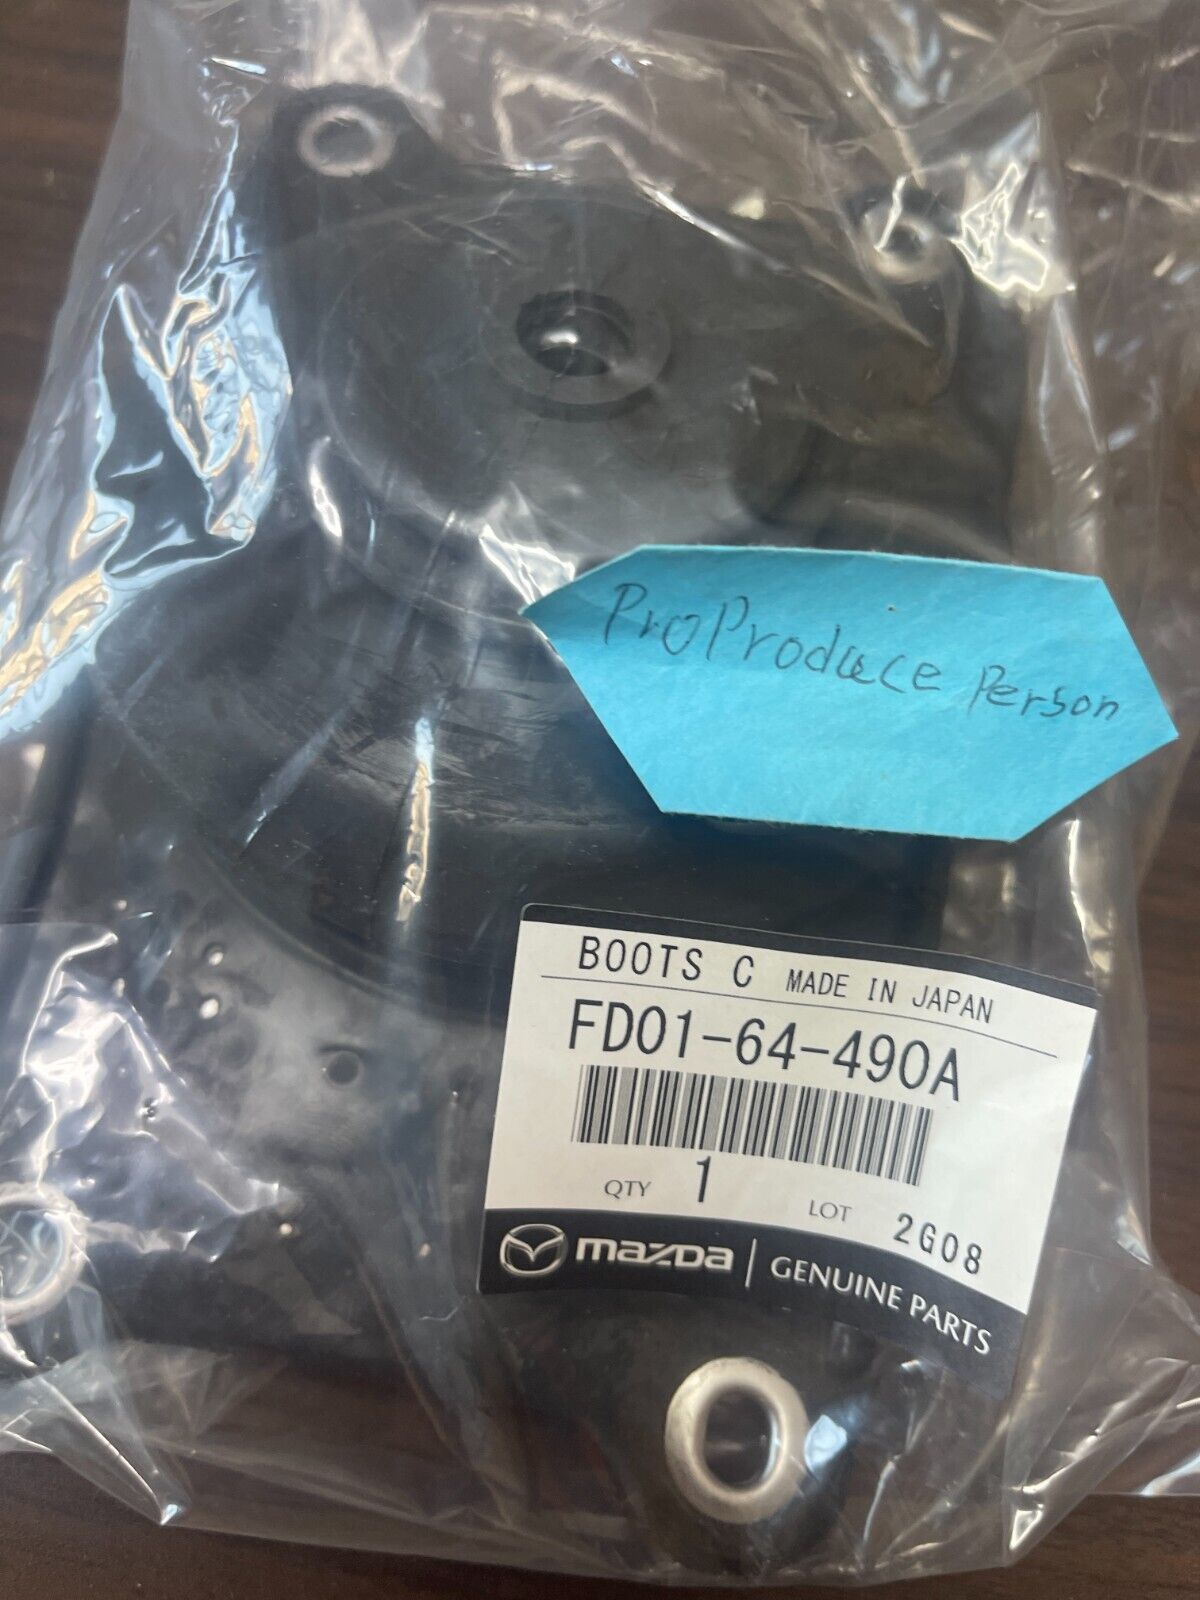 ProProduce Person
BOOTS C MADE IN JAPAN
FD01-64-490A
QTY 1 LOT 2G08
mazda | GENUINE PARTS